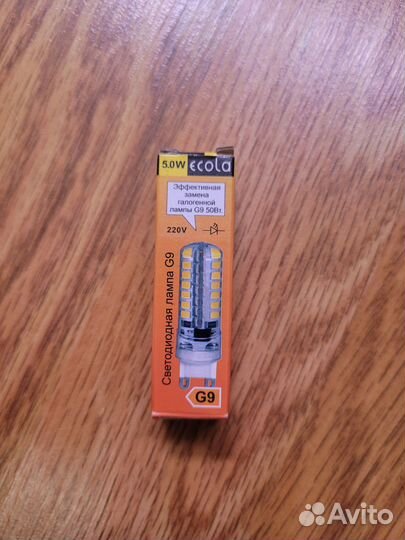 5.0W ecola
Эффективная
замена
галогенной
лампы G9 50Вт.
220V
Светодиодная лампа G9
G9
Avito